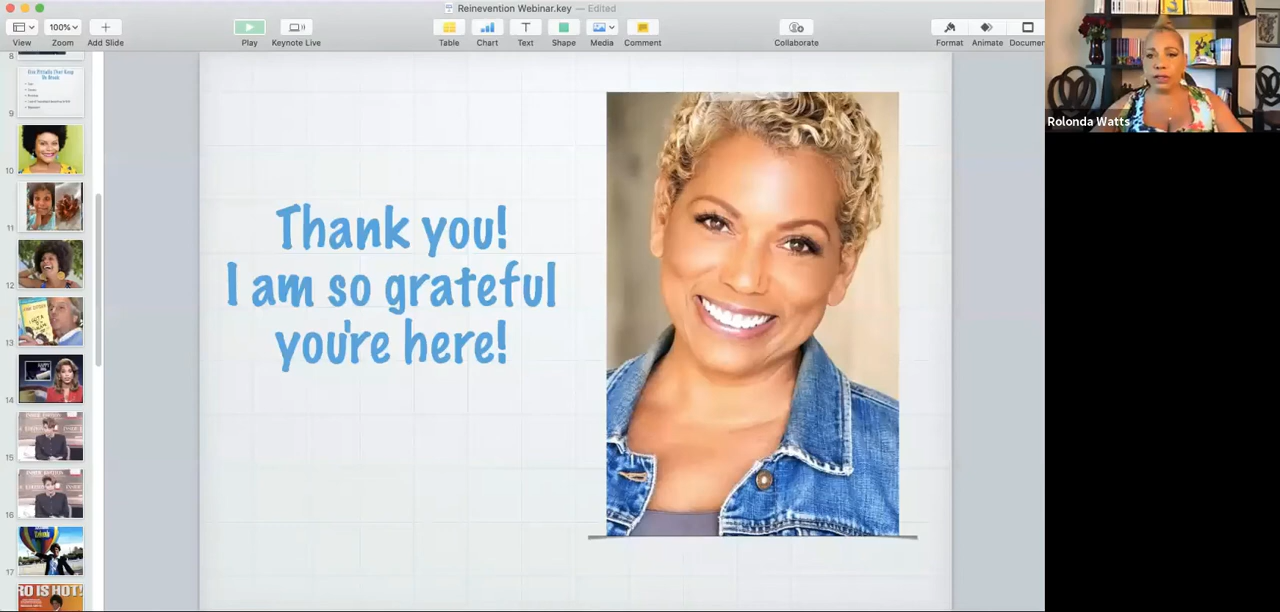 Reinevention Webinar.key — Edited
100%
View
Zoom
Add Slide
Play
Keynote Live
Table
Chart
Text
Shape
Media
Comment
Collaborate
Format
Animate
Documen
Rolonda Watts
8
9
10
11
12
13
14
15
16
17
Thank you!
I am so grateful
you're here!
RO IS HOT!